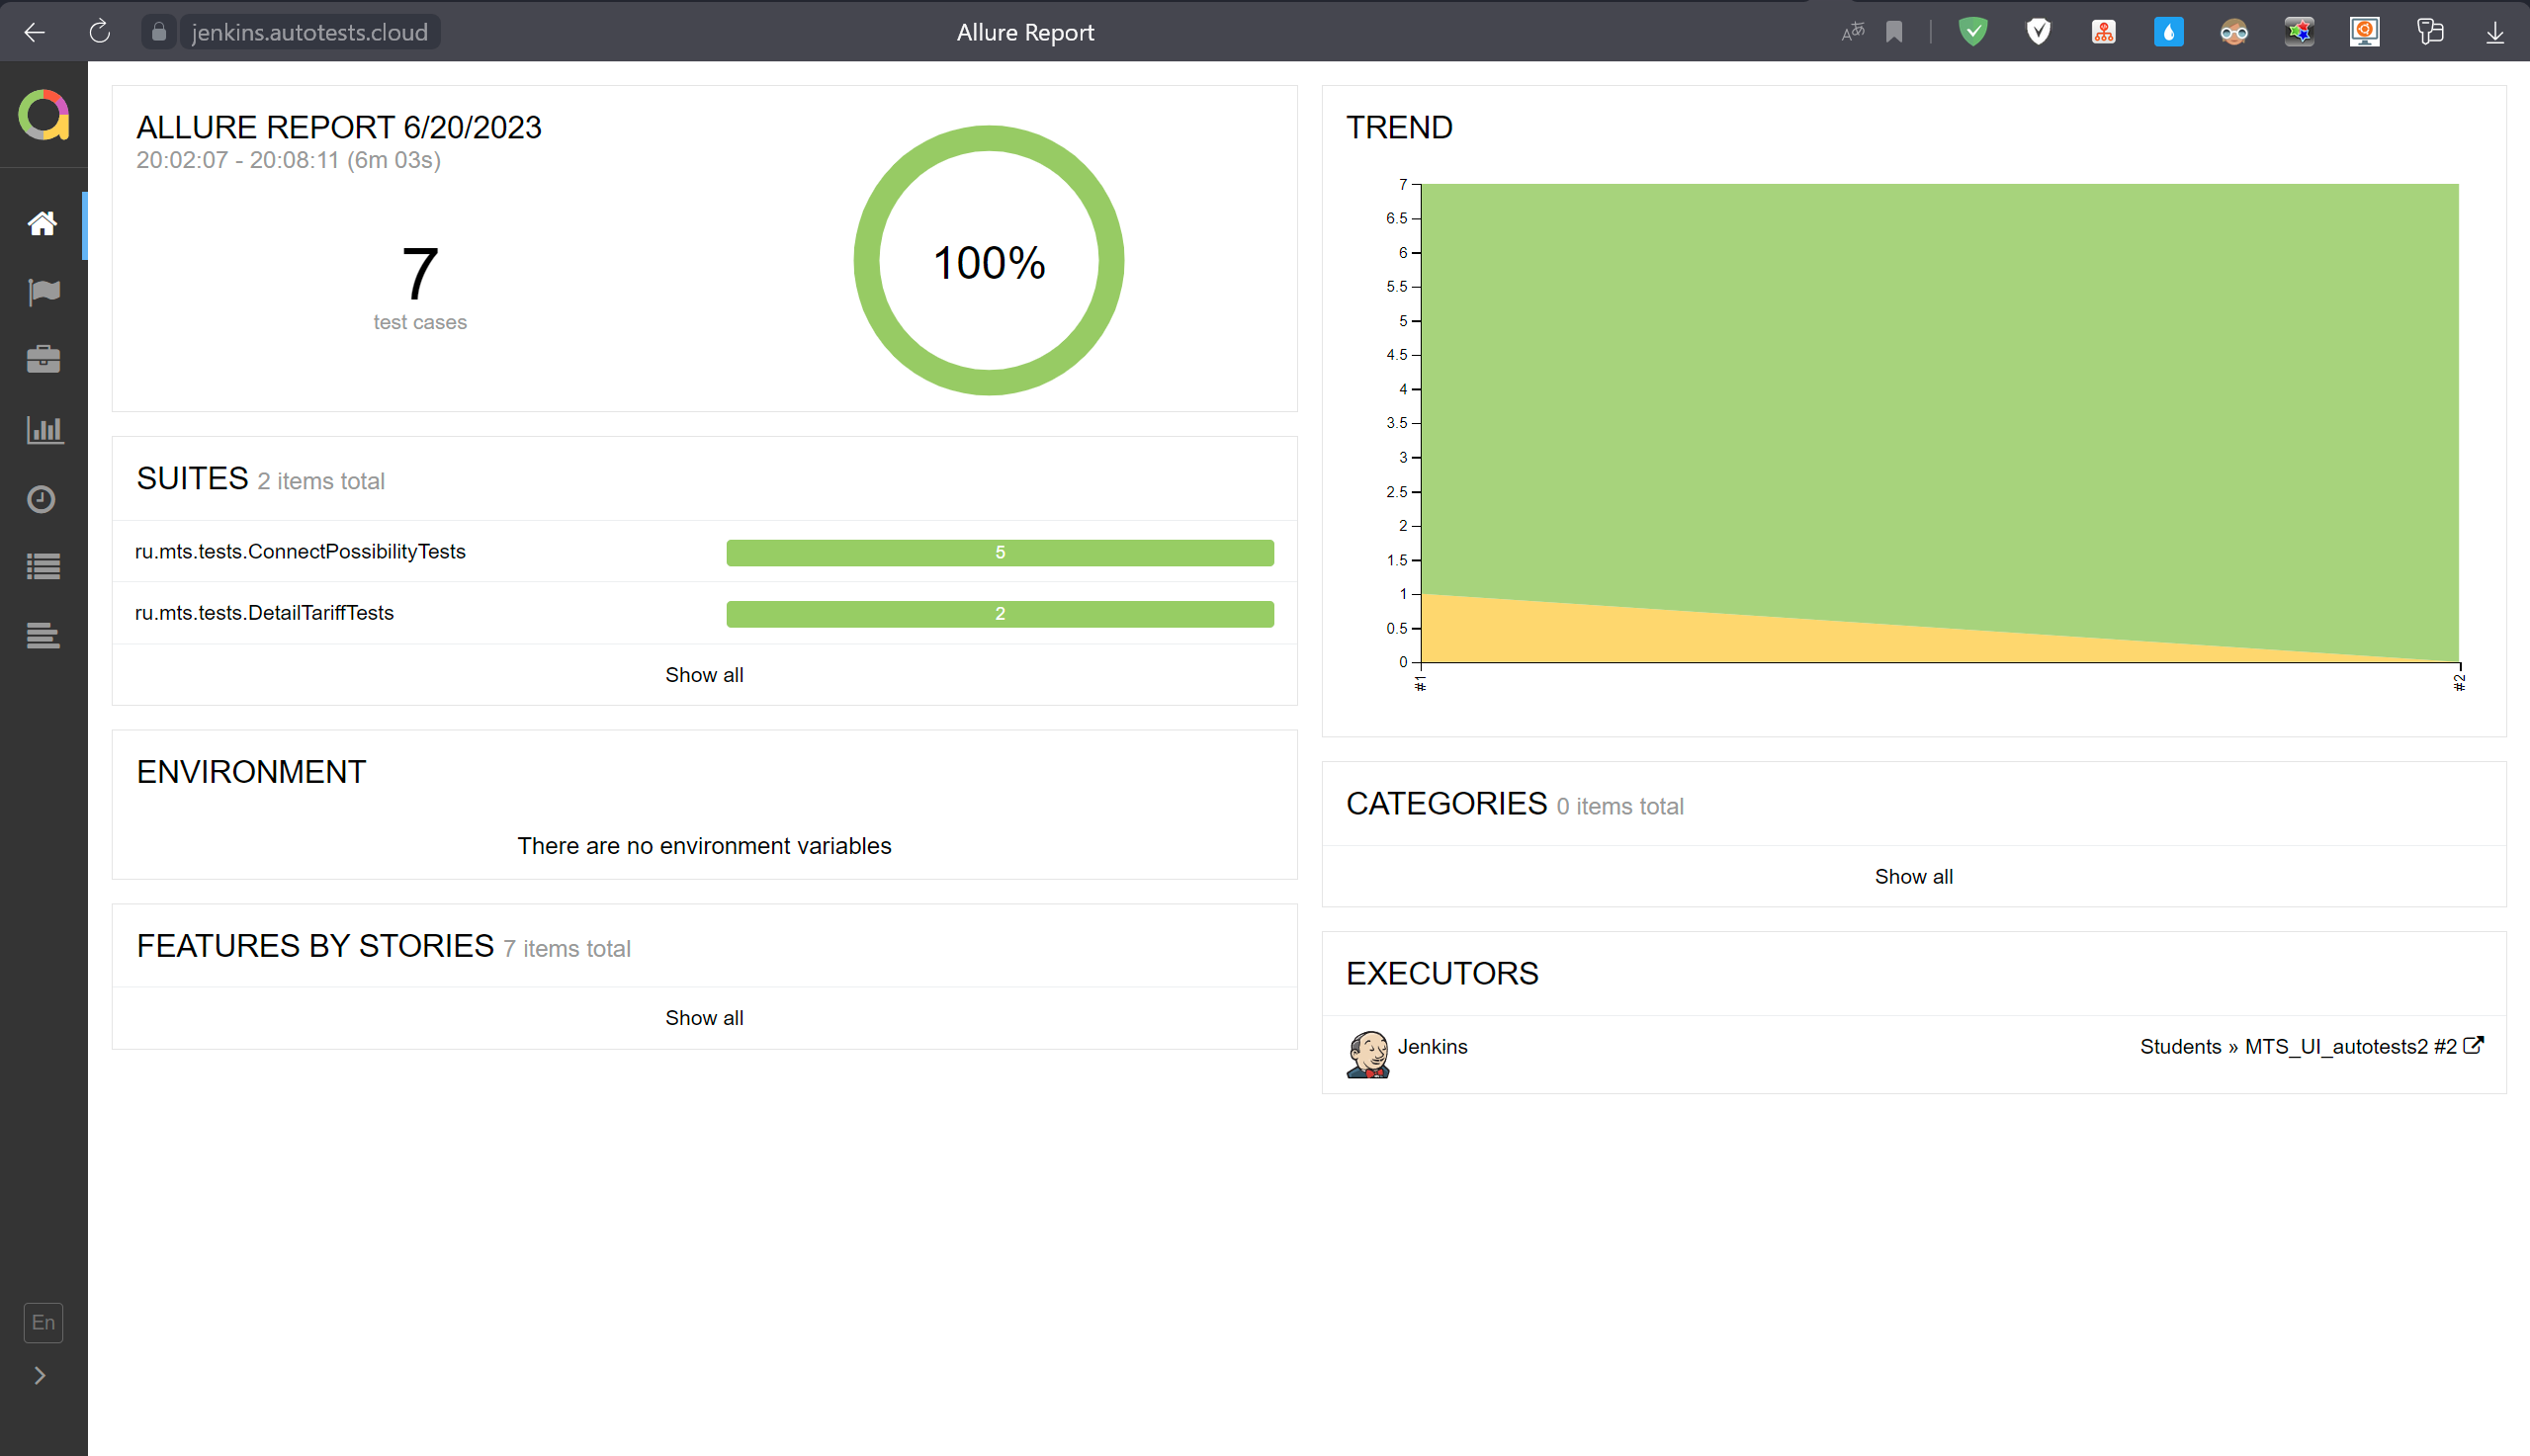 jenkins.autotests.cloud
Allure Report
ALLURE REPORT 6/20/2023
20:02:07 - 20:08:11 (6m 03s)
7
test cases
100%
SUITES 2 items total
ru.mts.tests.ConnectPossibilityTests 5
ru.mts.tests.DetailTariffTests 2
Show all
ENVIRONMENT
There are no environment variables
FEATURES BY STORIES 7 items total
Show all
TREND
7
6.5
6
5.5
5
4.5
4
3.5
3
2.5
2
1.5
1
0.5
0
#1
#2
CATEGORIES 0 items total
Show all
EXECUTORS
Jenkins
Students » MTS_UI_autotests2 #2
En